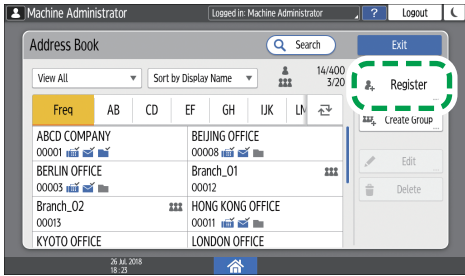 Machine Administrator
Logged in: Machine Administrator
?
Logout
Address Book
Search
Exit
View All
Sort by Display Name
14/400
3/20
Register
Freq
AB
CD
EF
GH
IJK
LN
Create Group
ABCD COMPANY
00001
BEIJING OFFICE
00008
BERLIN OFFICE
00003
Branch_01
00012
Edit
Delete
Branch_02
00013
HONG KONG OFFICE
00011
KYOTO OFFICE
LONDON OFFICE
26 Jul. 2018
18 : 23